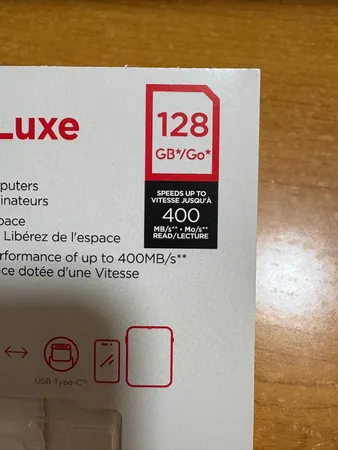 Luxe
128
GB*/Go*
SPEEDS UP TO
VITESSE JUSQU'À
400
MB/s** • Mo/s**
READ/LECTURE
puters
inateurs
pace
Libérez de l'espace
erformance of up to 400MB/s**
ce dotée d'une Vitesse
USB Type-C™